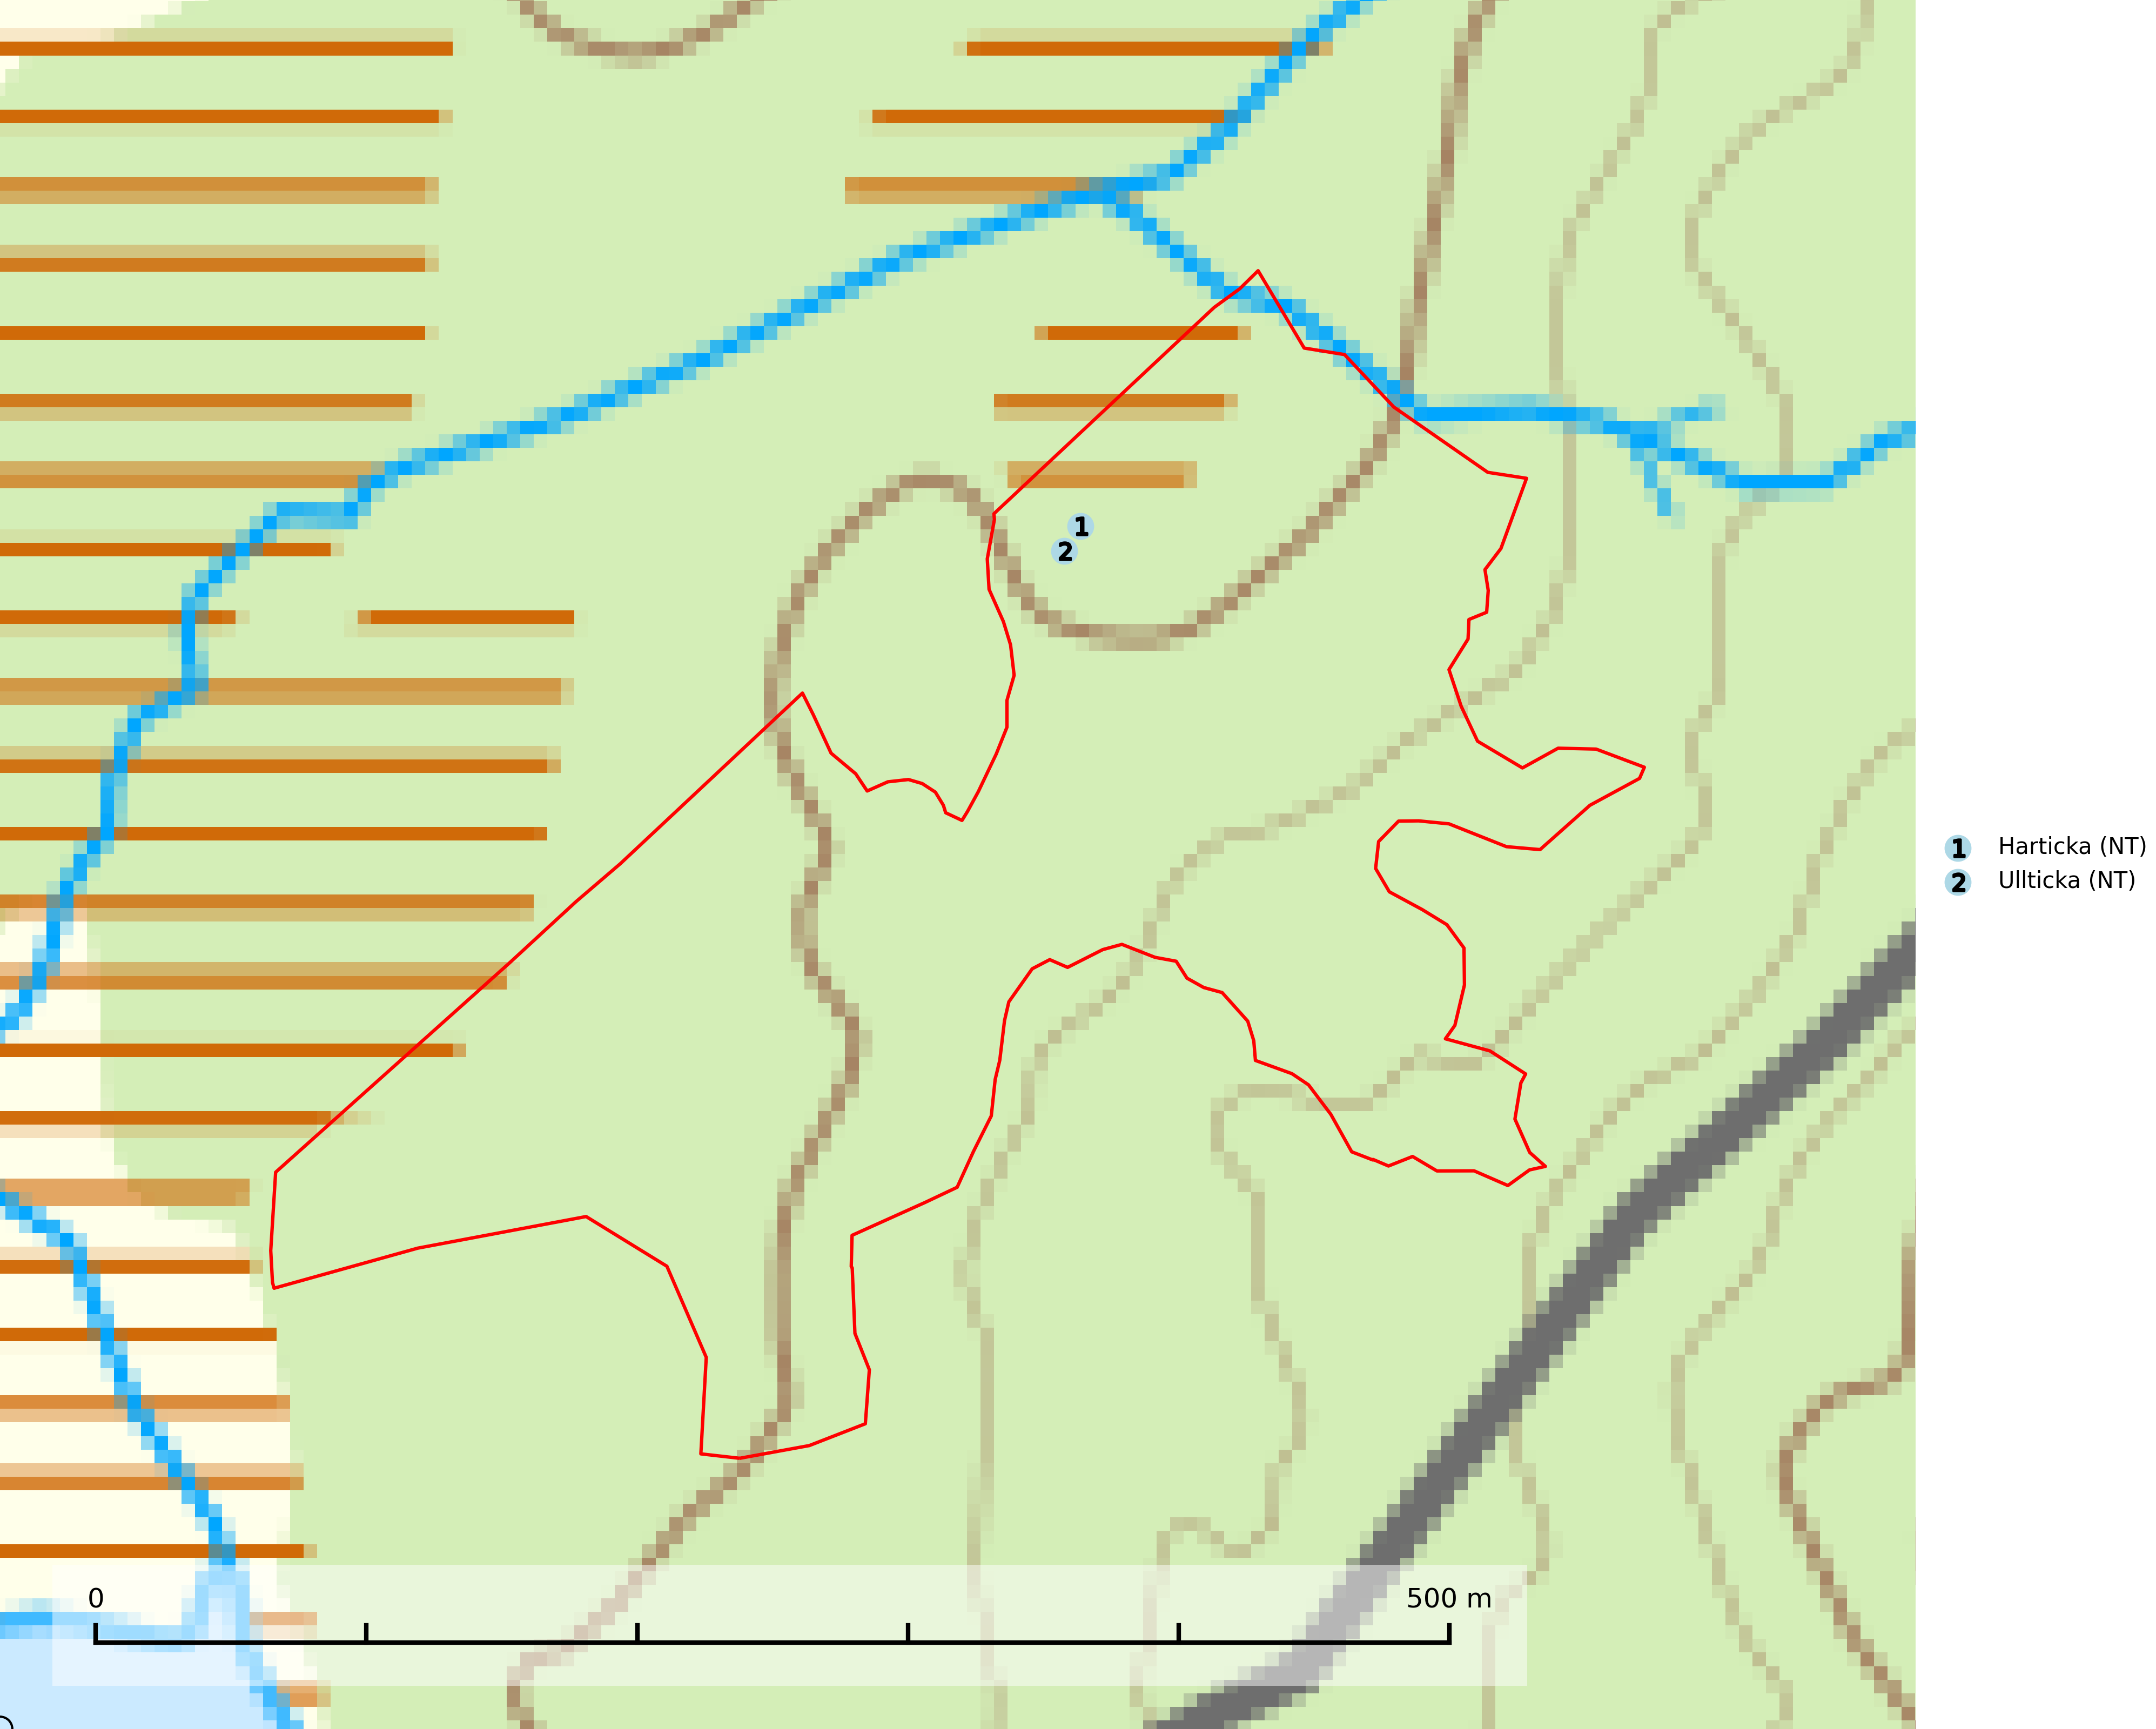 1
2
1 Harticka (NT)
2 Ullticka (NT)
0 500 m